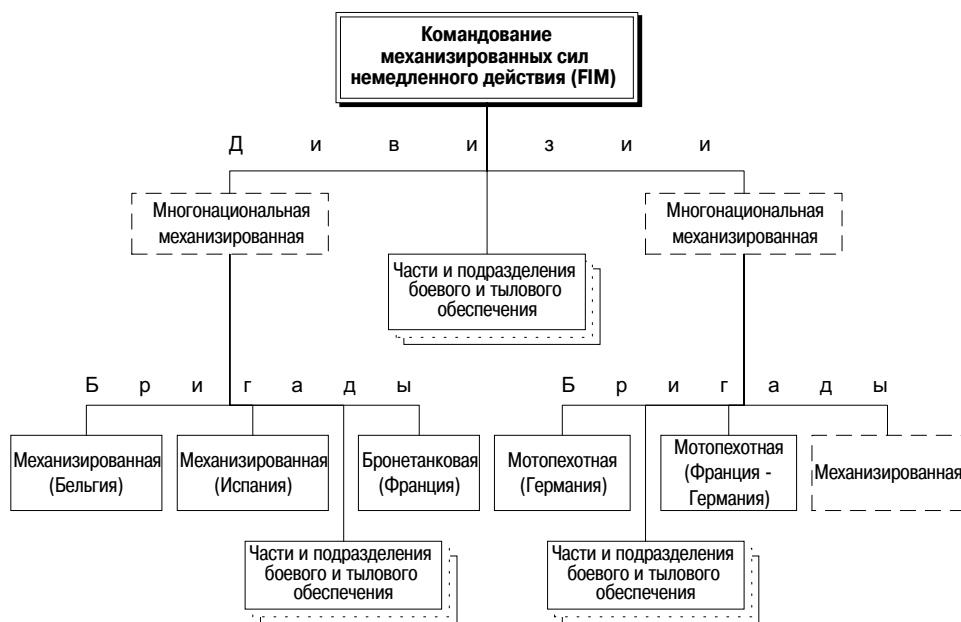 Командование
механизированных сил
немедленного действия (FIM)
Д и в и з и и
Многонациональная
механизированная
Многонациональная
механизированная
Части и подразделения
боевого и тылового
обеспечения
Б р и г а д ы
Б р и г а д ы
Механизированная
(Бельгия)
Механизированная
(Испания)
Бронетанковая
(Франция)
Мотопехотная
(Германия)
Мотопехотная
(Франция -
Германия)
Механизированная
Части и подразделения
боевого и тылового
обеспечения
Части и подразделения
боевого и тылового
обеспечения